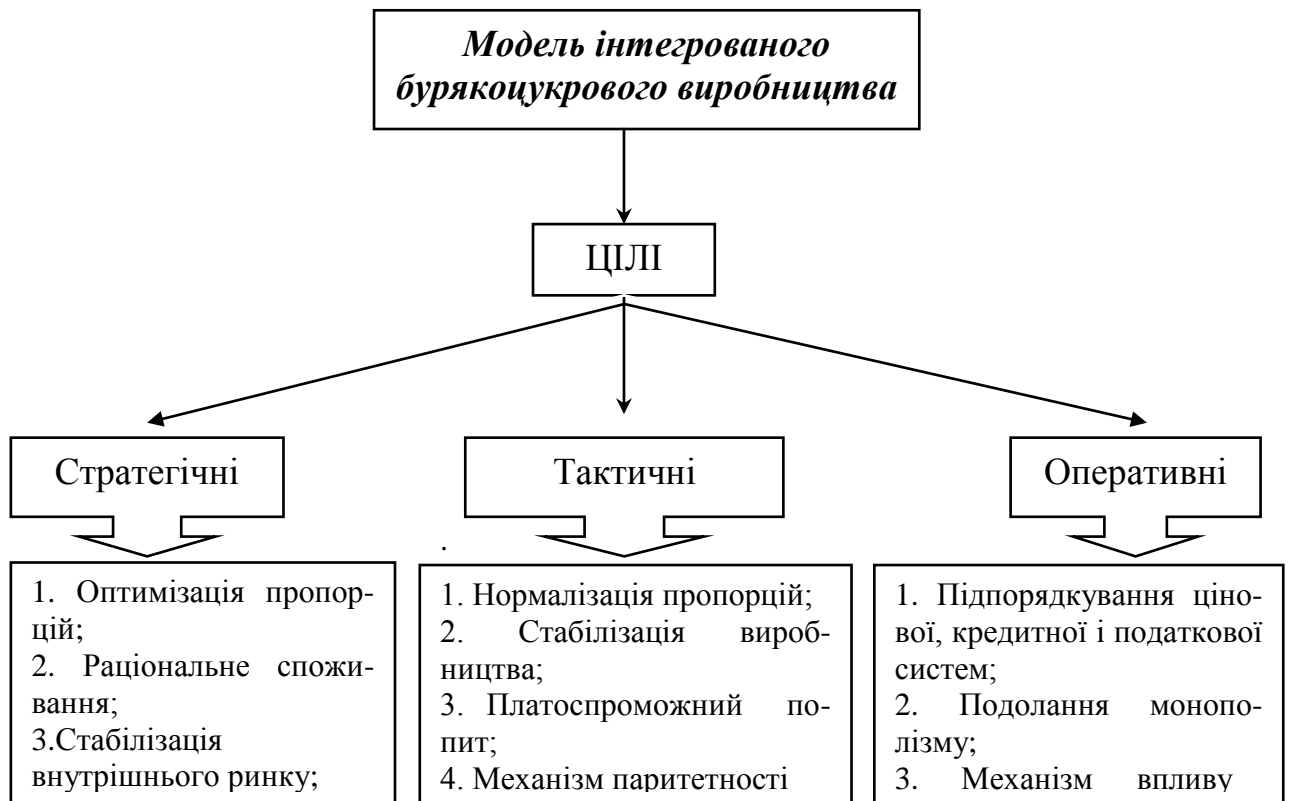 Модель інтегрованого
бурякоцукрового виробництва
ЦІЛІ
Стратегічні
Тактичні
Оперативні
.
1. Оптимізація пропор-
цій;
2. Раціональне спожи-
вання;
3.Стабілізація
внутрішнього ринку;
1. Нормалізація пропорцій;
2. Стабілізація вироб-
ництва;
3. Платоспроможний по-
пит;
4. Механізм паритетності
1. Підпорядкування ціно-
вої, кредитної і податкової
систем;
2. Подолання монопо-
лізму;
3. Механізм впливу